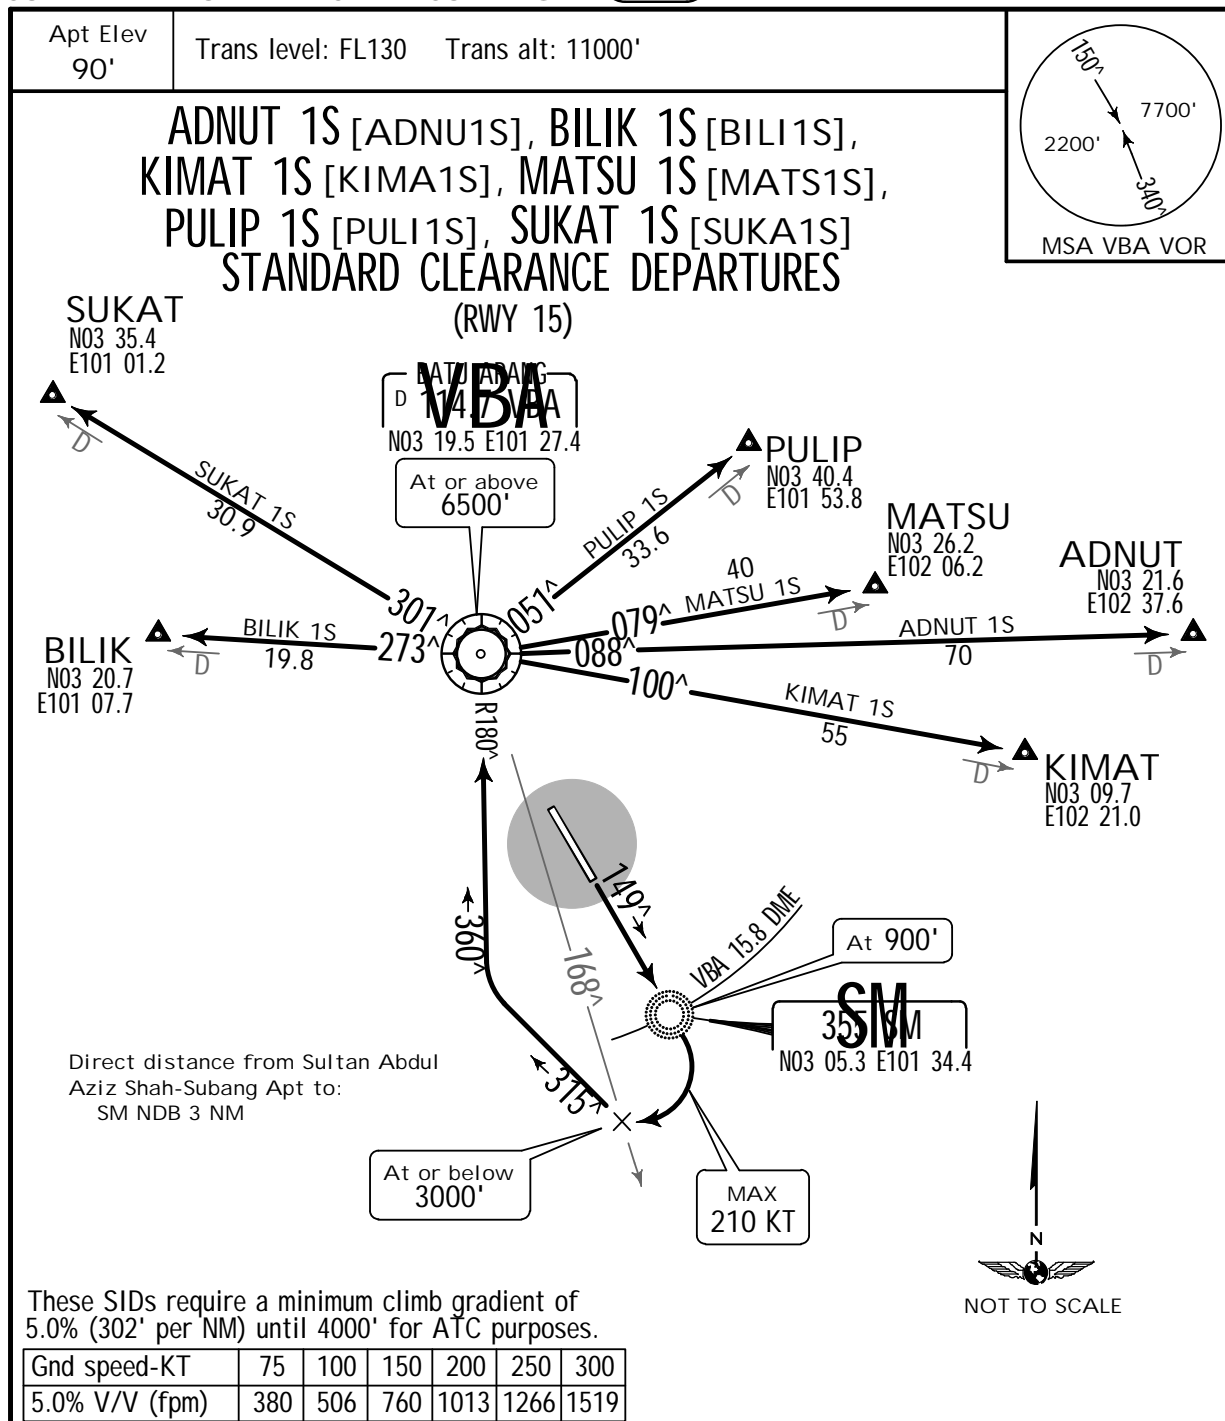 Apt Elev
90'
Trans level: FL130 Trans alt: 11000'
150^
7700'
2200'
340^
MSA VBA VOR
ADNUT 1S [ADNU1S], BILIK 1S [BILI1S],
KIMAT 1S [KIMA1S], MATSU 1S [MATS1S],
PULIP 1S [PULI1S], SUKAT 1S [SUKA1S]
STANDARD CLEARANCE DEPARTURES
(RWY 15)
SUKAT
N03 35.4
E101 01.2
D
SUKAT 1S
30.9
301^
BATU ARANG
D 114.7 VBA
VBA
N03 19.5 E101 27.4
At or above
6500'
PULIP
N03 40.4
E101 53.8
D
PULIP 1S
33.6
051^
MATSU
N03 26.2
E102 06.2
D
40
MATSU 1S
079^
ADNUT
N03 21.6
E102 37.6
D
ADNUT 1S
70
088^
BILIK
N03 20.7
E101 07.7
D
BILIK 1S
19.8
273^
100^
KIMAT 1S
55
D
KIMAT
N03 09.7
E102 21.0
R180^
149^
360^
168^
VBA 15.8 DME
At 900'
355 SM
SM
N03 05.3 E101 34.4
Direct distance from Sultan Abdul
Aziz Shah-Subang Apt to:
SM NDB 3 NM
315^
At or below
3000'
MAX
210 KT
N
NOT TO SCALE
These SIDs require a minimum climb gradient of
5.0% (302' per NM) until 4000' for ATC purposes.
Gnd speed-KT 75 100 150 200 250 300
5.0% V/V (fpm) 380 506 760 1013 1266 1519